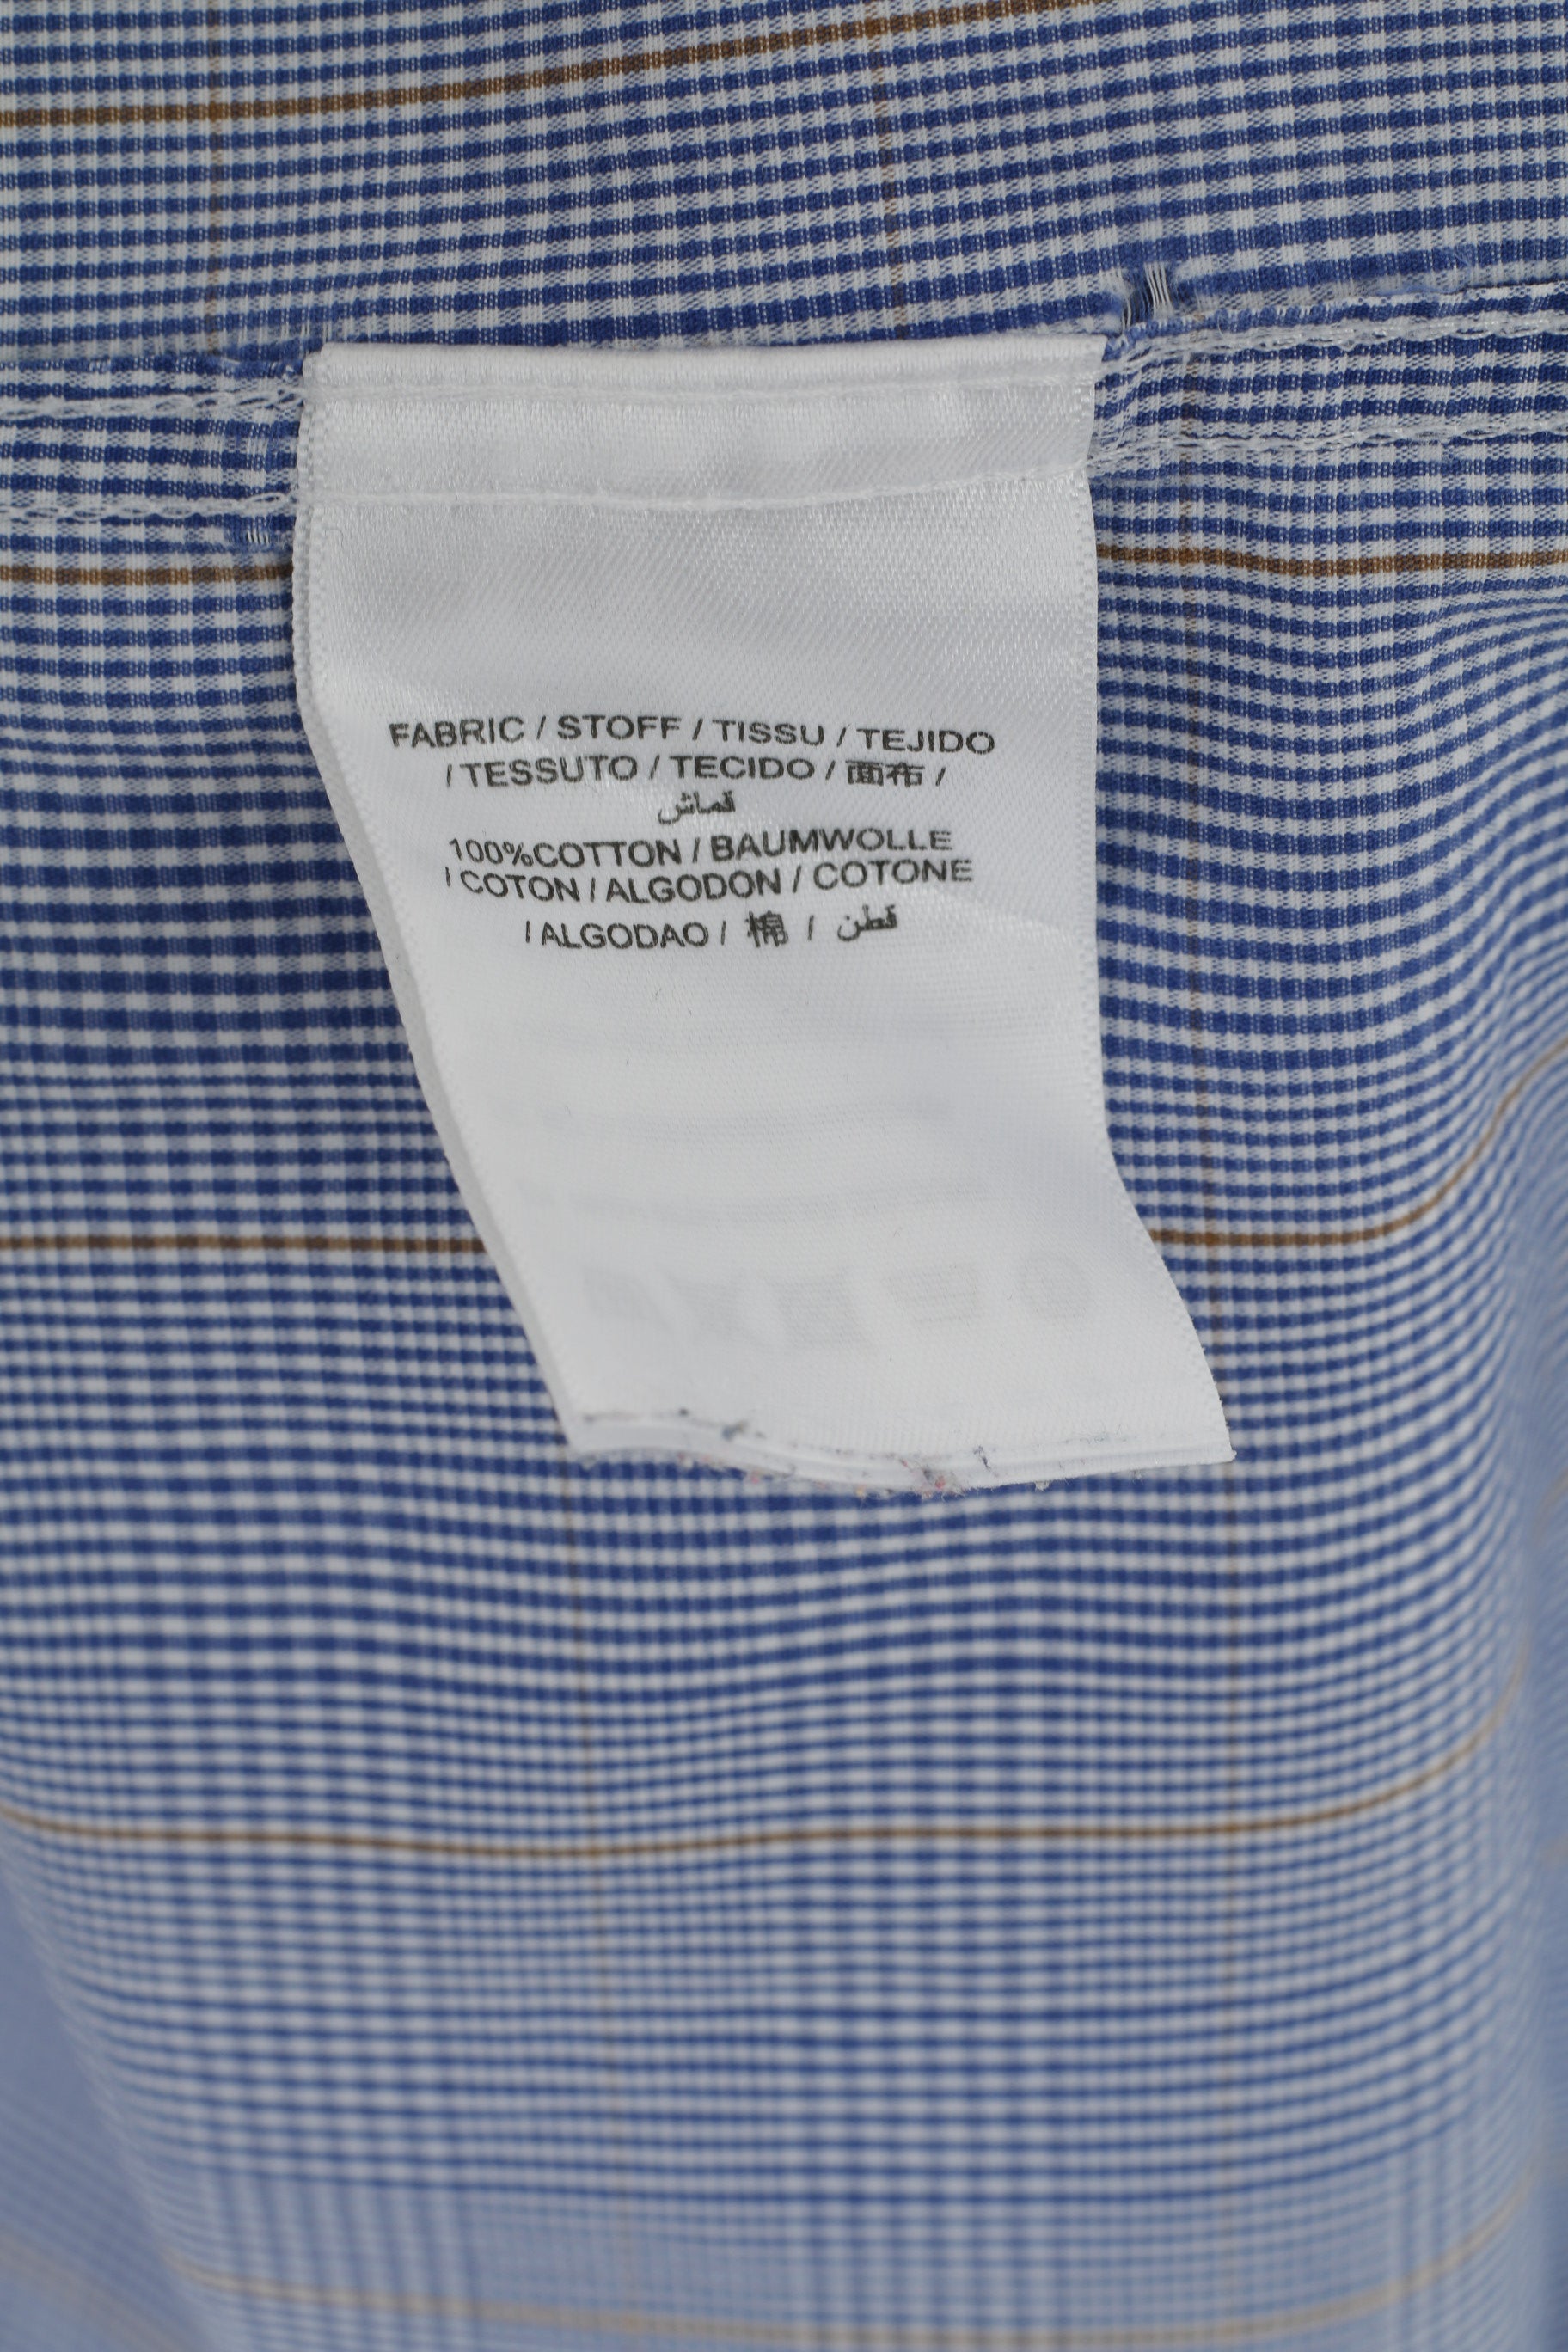 FABRIC / STOFF / TISSU / TEJIDO
/ TESSUTO / TECIDO / 面布 /
قماش
100%COTTON / BAUMWOLLE
/ COTON / ALGODON / COTONE
/ ALGODAO / 棉 / قطن